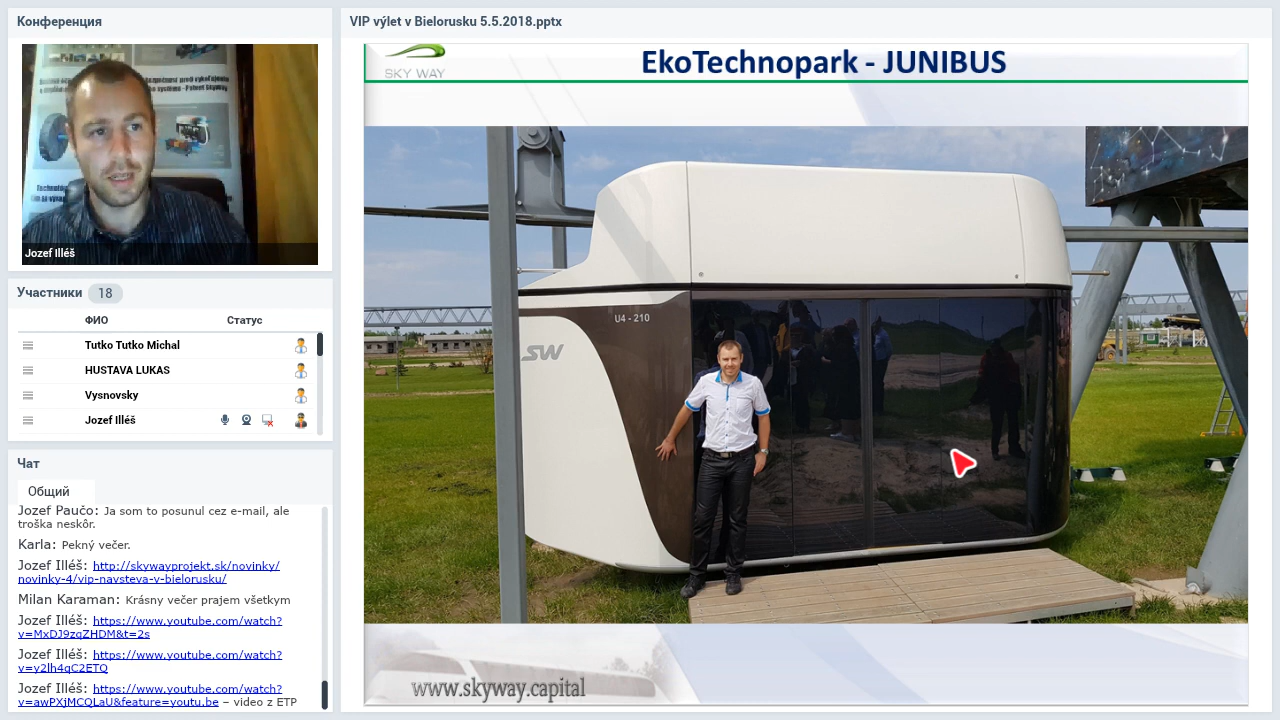 Конференция
Jozef Illéš
Участники 18
ФИО Статус
Tutko Tutko Michal
HUSTAVA LUKAS
Vysnovsky
Jozef Illéš
Чат
Общий
Jozef Paučo: Ja som to posunul cez e-mail, ale
troška neskôr.
Karla: Pekný večer.
Jozef Illéš: http://skywayprojekt.sk/novinky/
novinky-4/vip-navsteva-v-bielorusku/
Milan Karaman: Krásny večer prajem všetkym
Jozef Illéš: https://www.youtube.com/watch?
v=MxDJ9zqZHDM&t=2s
Jozef Illéš: https://www.youtube.com/watch?
v=y2lh4qC2ETQ
Jozef Illéš: https://www.youtube.com/watch?
v=awPXjMCQLaU&feature=youtu.be – video z ETP
VIP výlet v Bielorusku 5.5.2018.pptx
SKY WAY
EkoTechnopark - JUNIBUS
U4 - 210
SW
www.skyway.capital